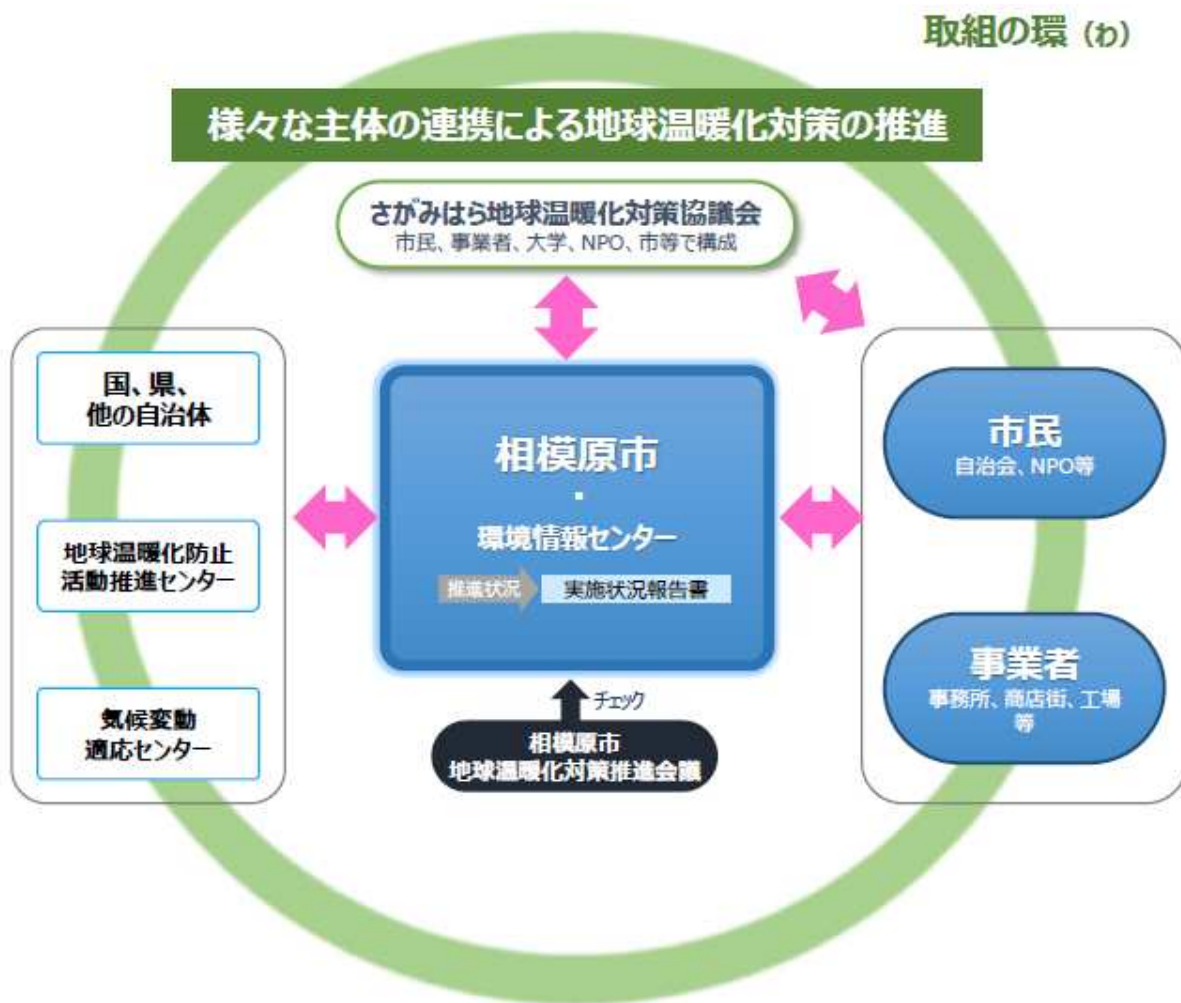 取組の環（わ）
様々な主体の連携による地球温暖化対策の推進
さがみはら地球温暖化対策協議会
市民、事業者、大学、NPO、市等で構成
国、県、
他の自治体
地球温暖化防止
活動推進センター
気候変動
適応センター
相模原市
・
環境情報センター
推進状況
実施状況報告書
チェック
相模原市
地球温暖化対策推進会議
市民
自治会、NPO等
事業者
事務所、商店街、工場
等